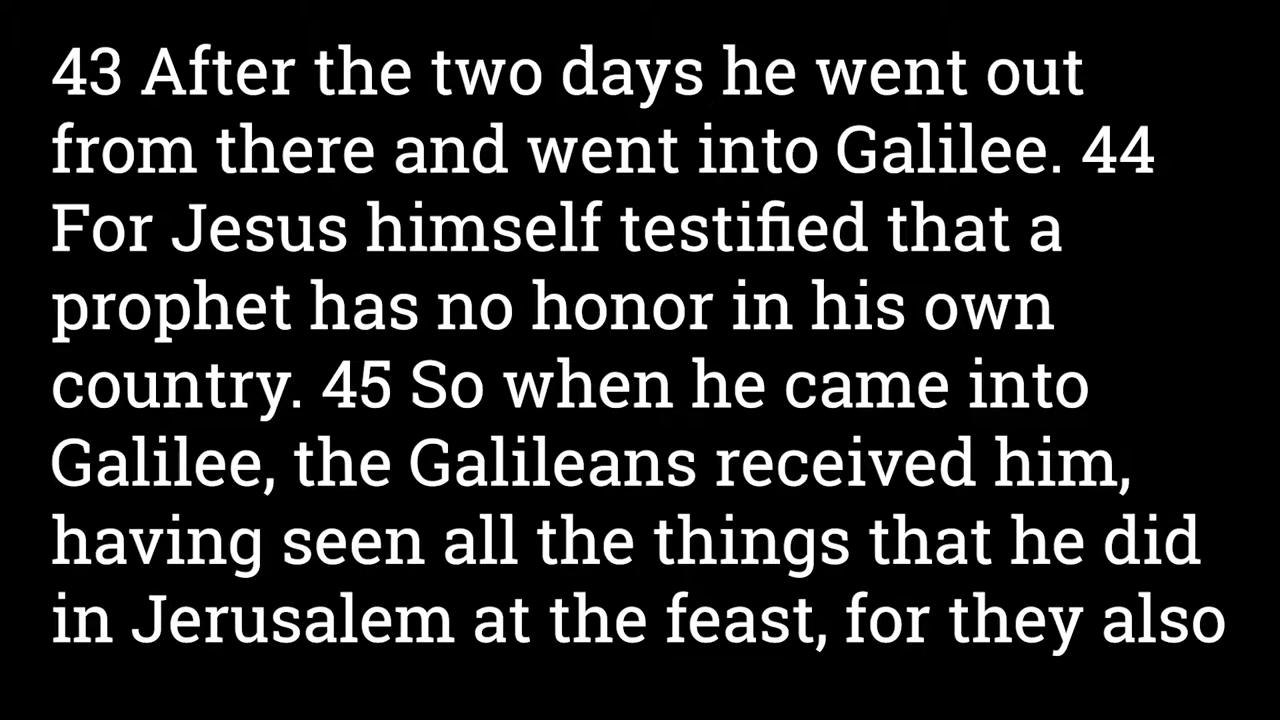 43 After the two days he went out
from there and went into Galilee. 44
For Jesus himself testified that a
prophet has no honor in his own
country. 45 So when he came into
Galilee, the Galileans received him,
having seen all the things that he did
in Jerusalem at the feast, for they also